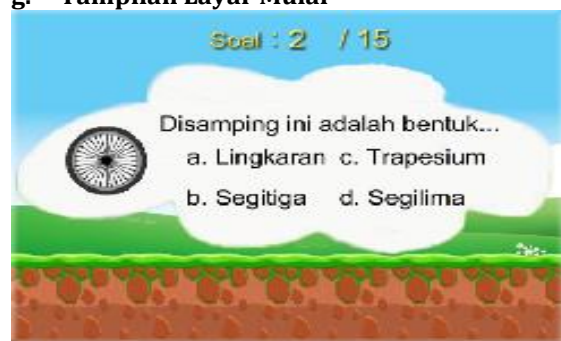 g. Tampilan Layar Mulai
Soal : 2 / 15
Disamping ini adalah bentuk...
a. Lingkaran c. Trapesium
b. Segitiga d. Segilima